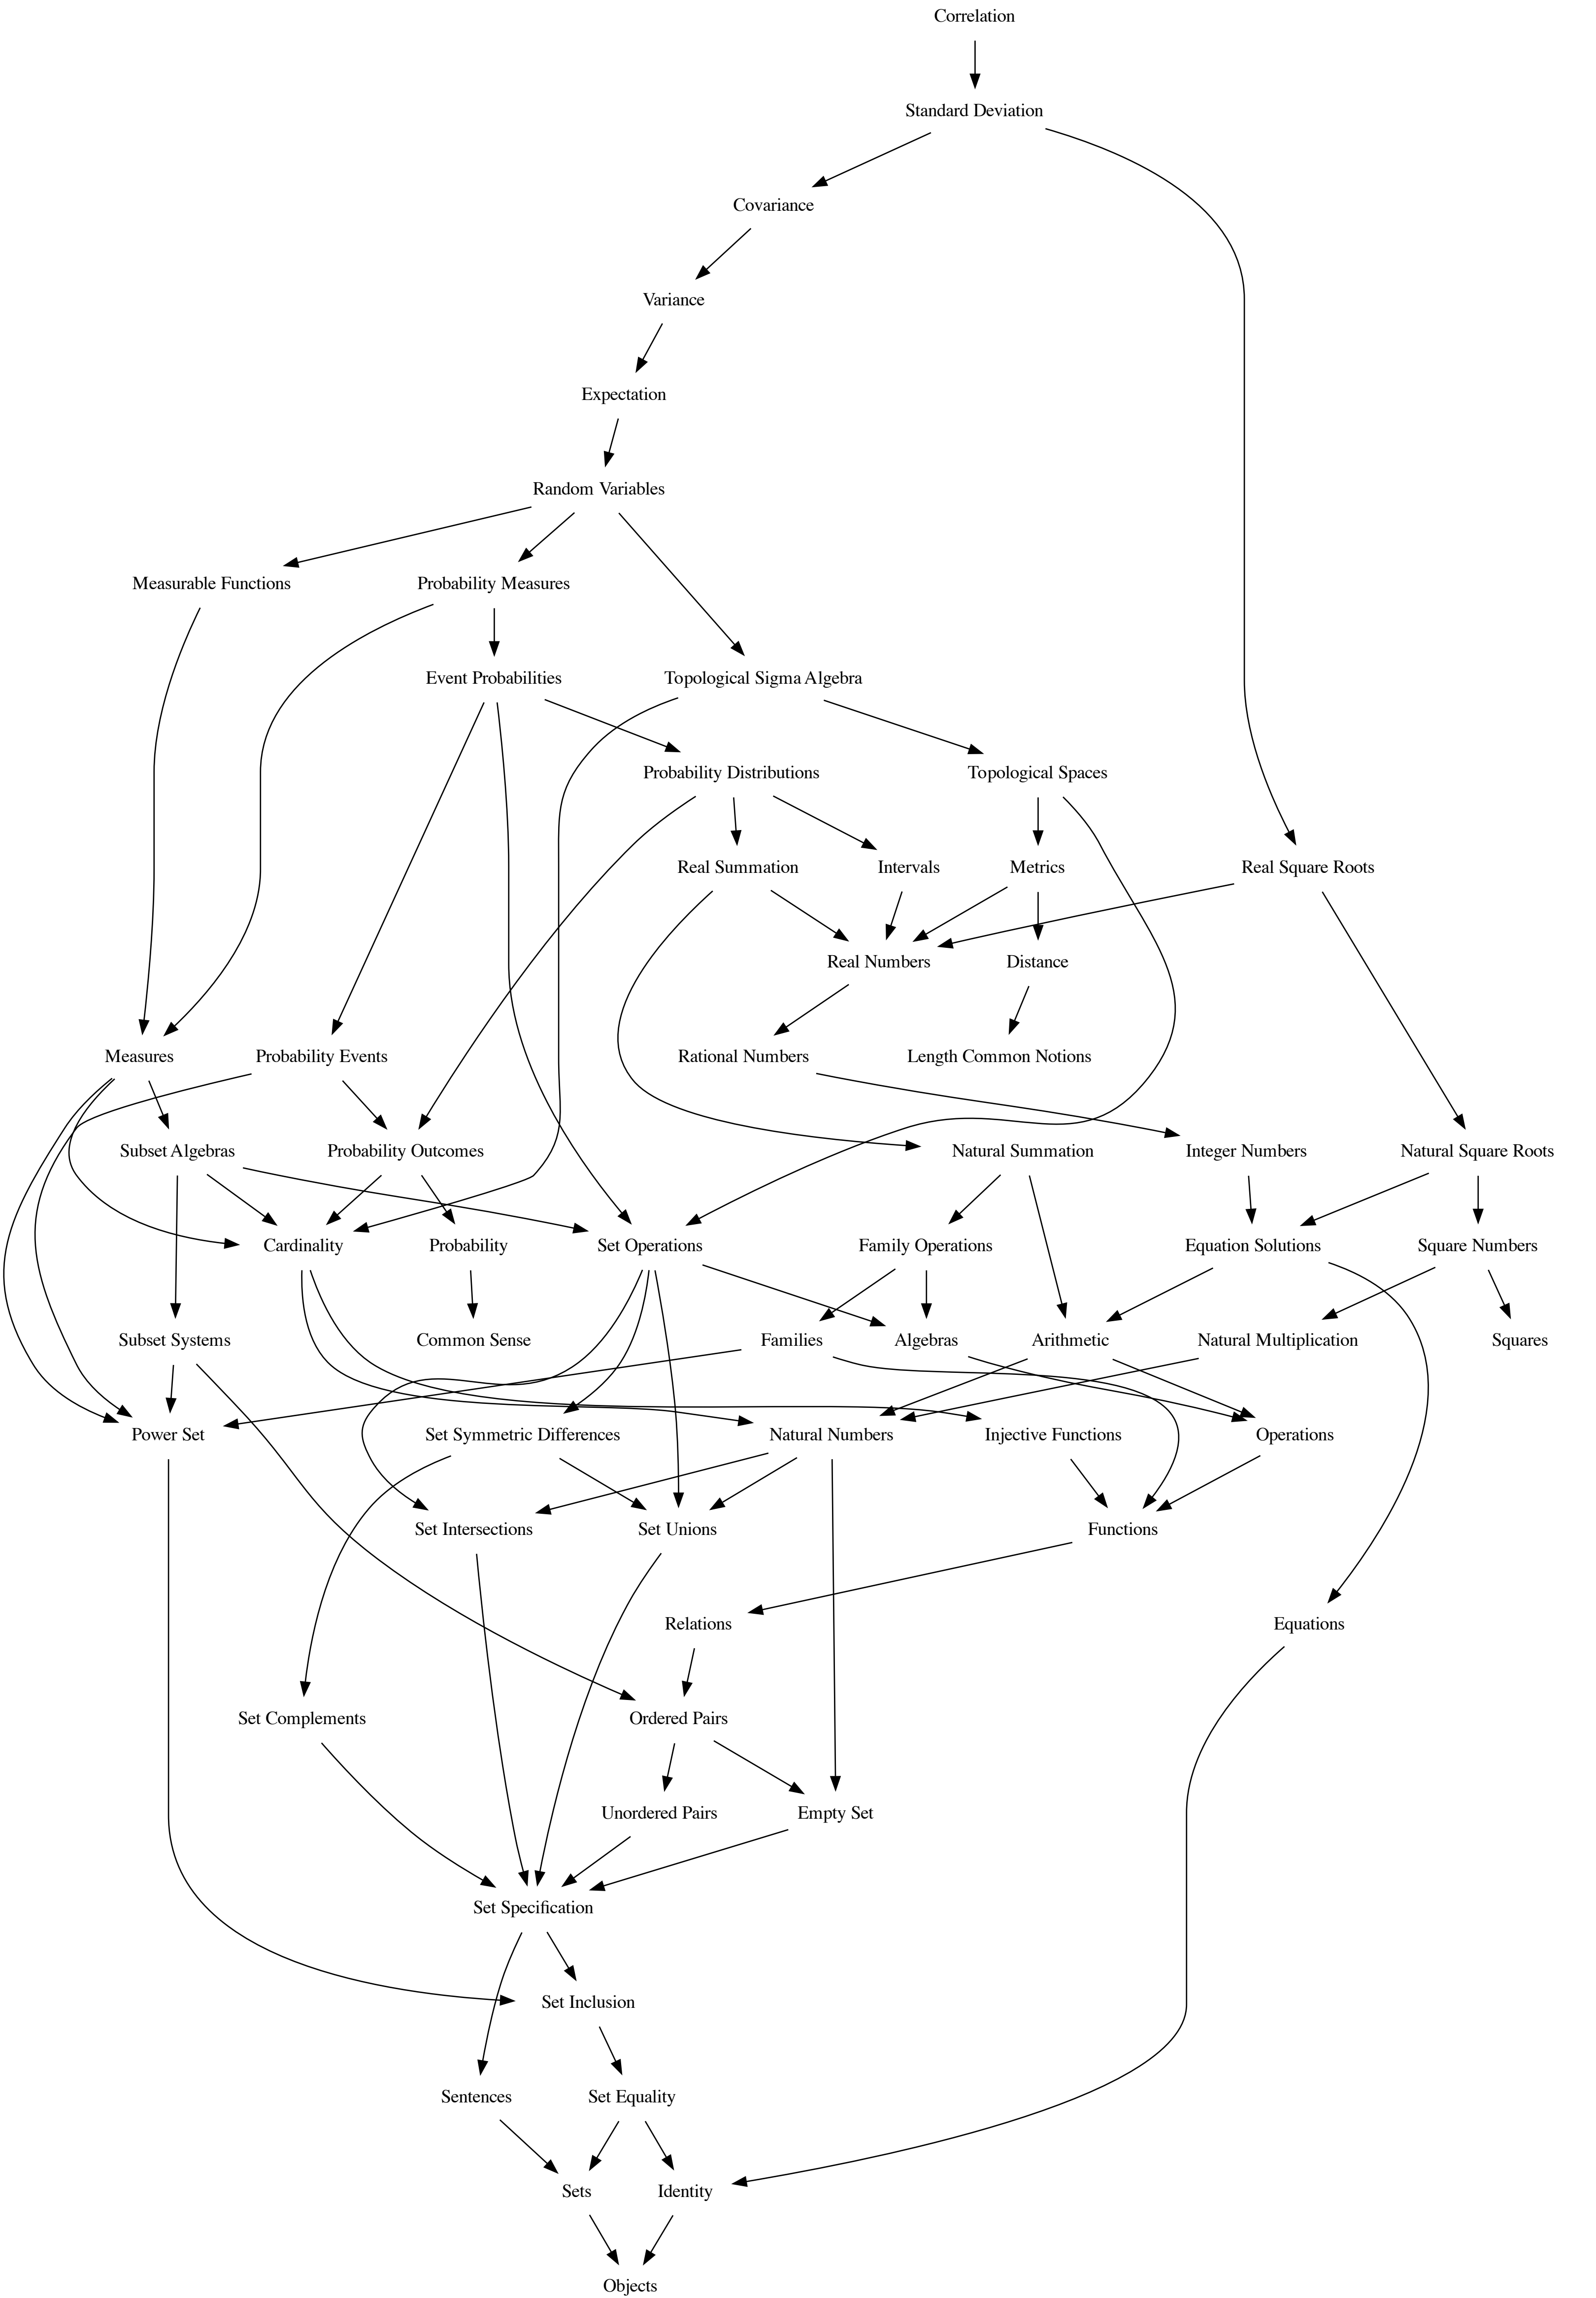 Correlation
Standard Deviation
Covariance
Variance
Expectation
Random Variables
Measurable Functions
Probability Measures
Event Probabilities
Topological Sigma Algebra
Probability Distributions
Topological Spaces
Real Summation
Intervals
Metrics
Real Square Roots
Real Numbers
Distance
Measures
Probability Events
Rational Numbers
Length Common Notions
Subset Algebras
Probability Outcomes
Natural Summation
Integer Numbers
Natural Square Roots
Cardinality
Probability
Set Operations
Family Operations
Equation Solutions
Square Numbers
Subset Systems
Common Sense
Families
Algebras
Arithmetic
Natural Multiplication
Squares
Power Set
Set Symmetric Differences
Natural Numbers
Injective Functions
Operations
Set Intersections
Set Unions
Functions
Relations
Equations
Set Complements
Ordered Pairs
Unordered Pairs
Empty Set
Set Specification
Set Inclusion
Sentences
Set Equality
Sets
Identity
Objects